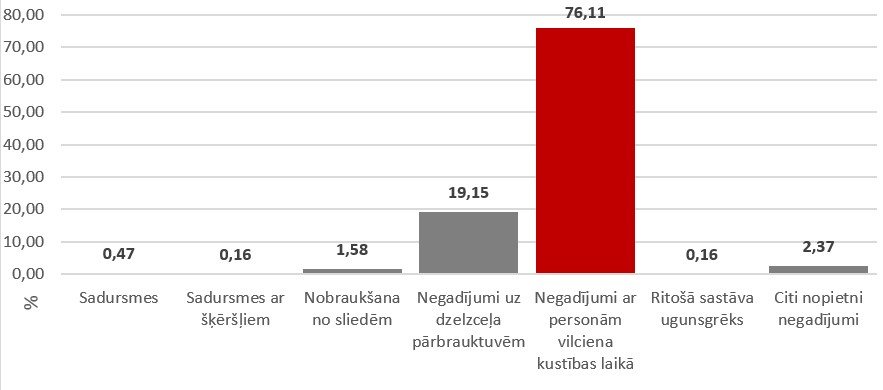 80,00
70,00
60,00
50,00
40,00
30,00
20,00
10,00
0,00
%
0,47
0,16
1,58
19,15
76,11
0,16
2,37
Sadursmes
Sadursmes ar
šķēršļiem
Nobraukšana
no sliedēm
Negadījumi uz
dzelzceļa
pārbrauktuvēm
Negadījumi ar
personām
vilciena
kustības laikā
Ritošā sastāva
ugunsgrēks
Citi nopietni
negadījumi